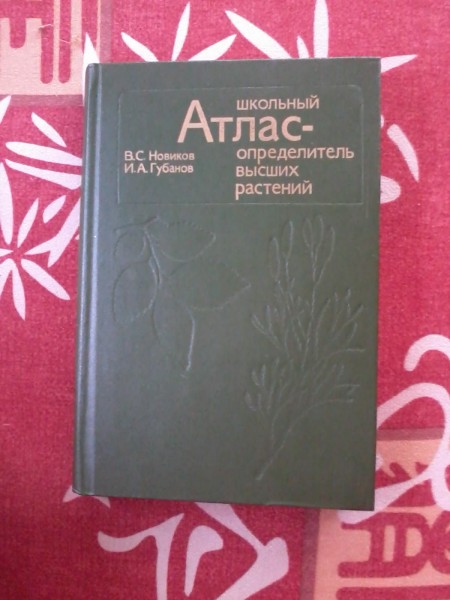 школьный
Атлас-
определитель
высших
растений
В.С. Новиков
И.А. Губанов